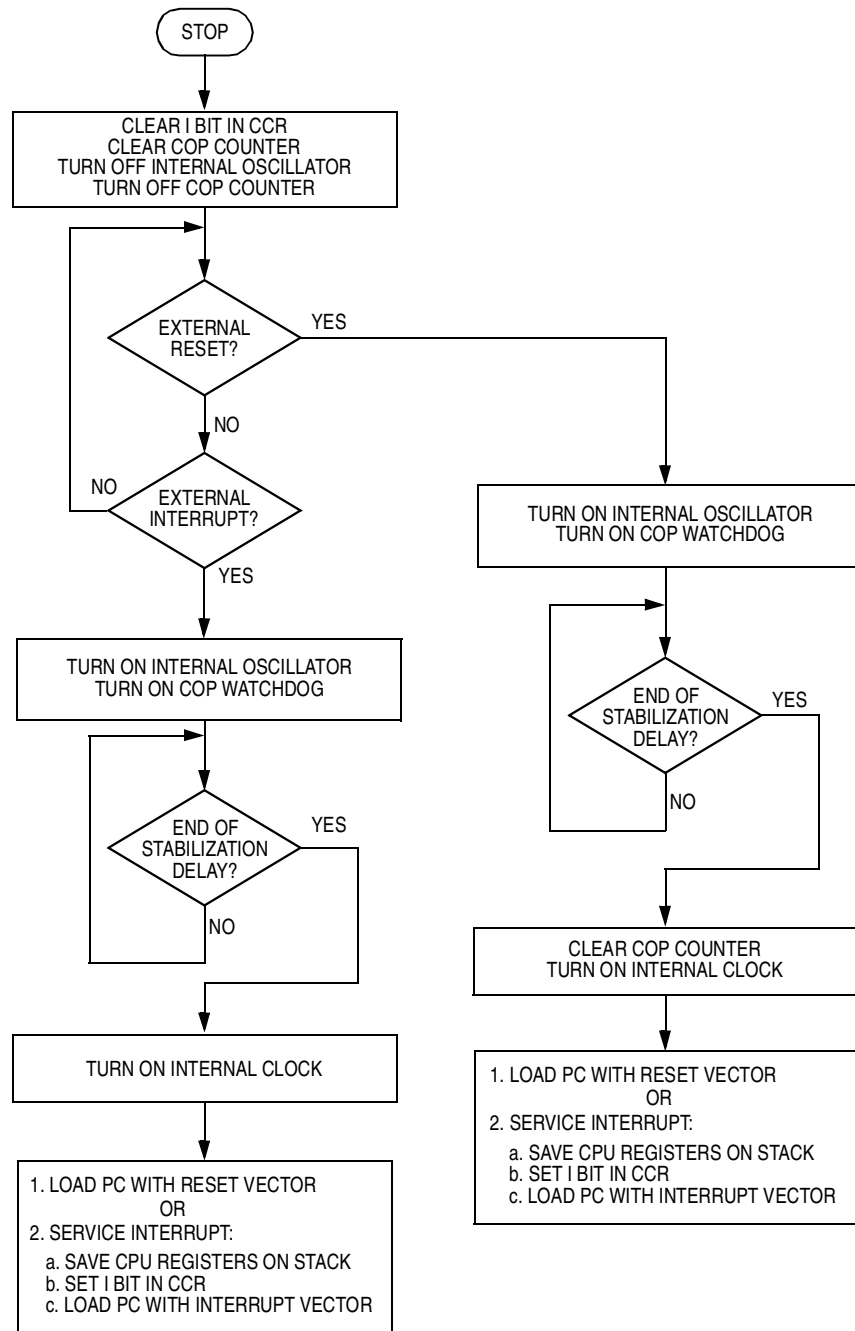 STOP
CLEAR I BIT IN CCR
CLEAR COP COUNTER
TURN OFF INTERNAL OSCILLATOR
TURN OFF COP COUNTER
EXTERNAL
RESET?
YES
NO
EXTERNAL
INTERRUPT?
NO
YES
TURN ON INTERNAL OSCILLATOR
TURN ON COP WATCHDOG
END OF
STABILIZATION
DELAY?
YES
NO
TURN ON INTERNAL CLOCK
1. LOAD PC WITH RESET VECTOR
OR
2. SERVICE INTERRUPT:
a. SAVE CPU REGISTERS ON STACK
b. SET I BIT IN CCR
c. LOAD PC WITH INTERRUPT VECTOR
TURN ON INTERNAL OSCILLATOR
TURN ON COP WATCHDOG
END OF
STABILIZATION
DELAY?
YES
NO
CLEAR COP COUNTER
TURN ON INTERNAL CLOCK
1. LOAD PC WITH RESET VECTOR
OR
2. SERVICE INTERRUPT:
a. SAVE CPU REGISTERS ON STACK
b. SET I BIT IN CCR
c. LOAD PC WITH INTERRUPT VECTOR